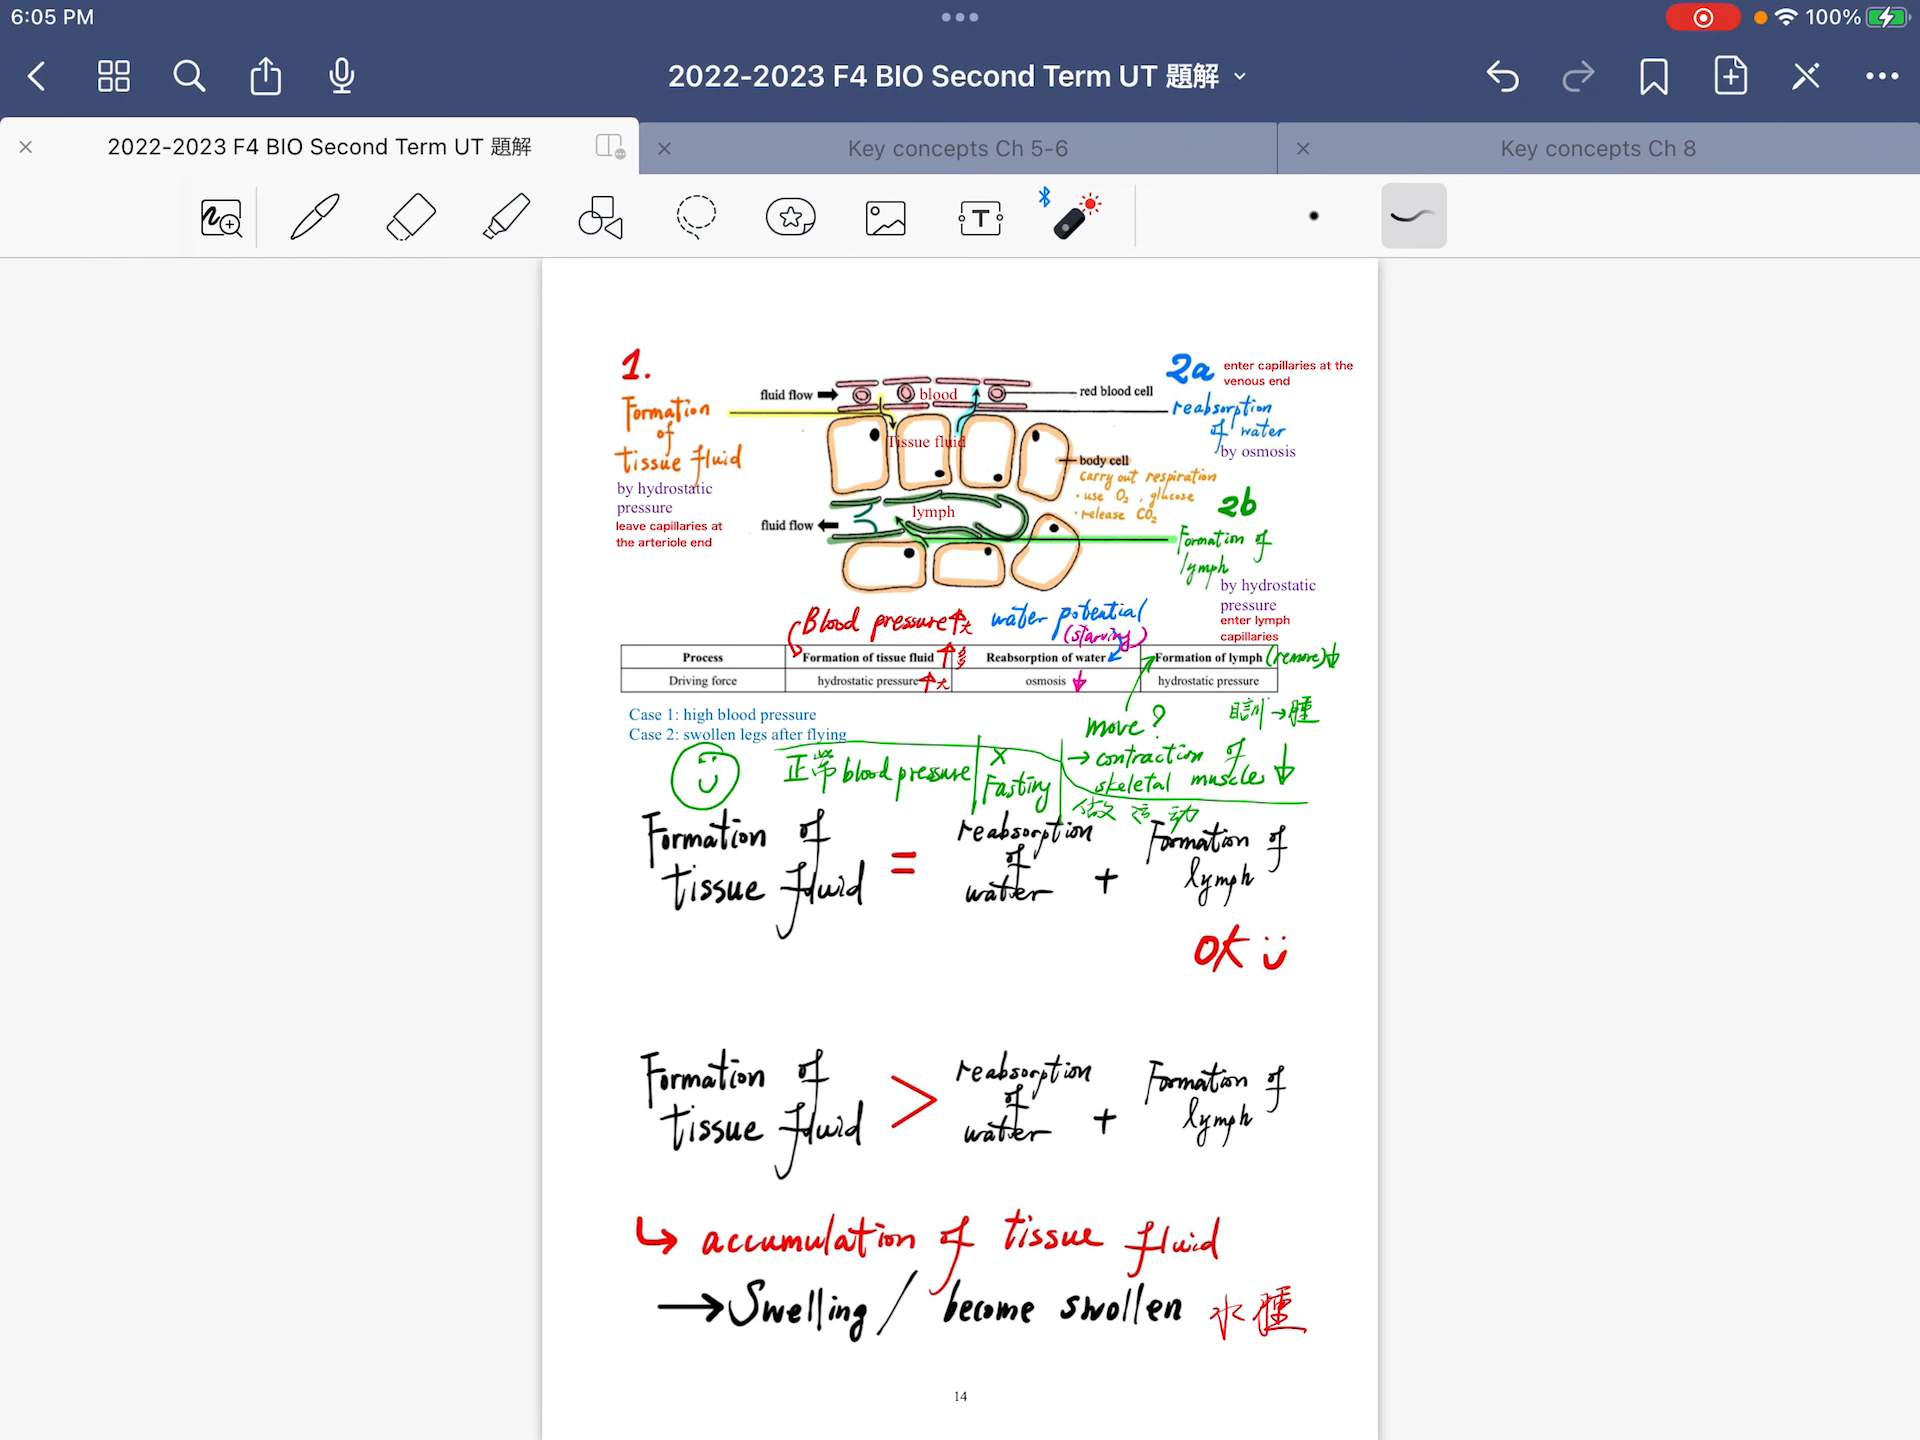 6:05 PM
100%
2022-2023 F4 BIO Second Term UT 題解
2022-2023 F4 BIO Second Term UT 題解
Key concepts Ch 5-6
Key concepts Ch 8
T
1.
Formation
of
tissue fluid
by hydrostatic
pressure
leave capillaries at
the arteriole end
fluid flow
blood
red blood cell
Tissue fluid
body cell
carry out respiration
· use O₂, glucose
· release CO₂
lymph
fluid flow
2a
enter capillaries at the
venous end
reabsorption
of water
by osmosis
2b
Formation of
lymph
by hydrostatic
pressure
enter lymph
capillaries
Blood pressure↑大
water potential
(starving)
Process Formation of tissue fluid ↑多 Reabsorption of water Formation of lymph (remove)↓
Driving force hydrostatic pressure ↑大 osmosis ↓ hydrostatic pressure
Case 1: high blood pressure
Case 2: swollen legs after flying
move?
→腫
→ contraction of
skeletal muscles ↓
正常 blood pressure
X
Fasting
做運动
Formation of
tissue fluid
=
reabsorption
of
water
+
Formation of
lymph
OK
Formation of
tissue fluid
>
reabsorption
of
water
+
Formation of
lymph
↳ accumulation of tissue fluid
→ Swelling / become swollen 水腫
14